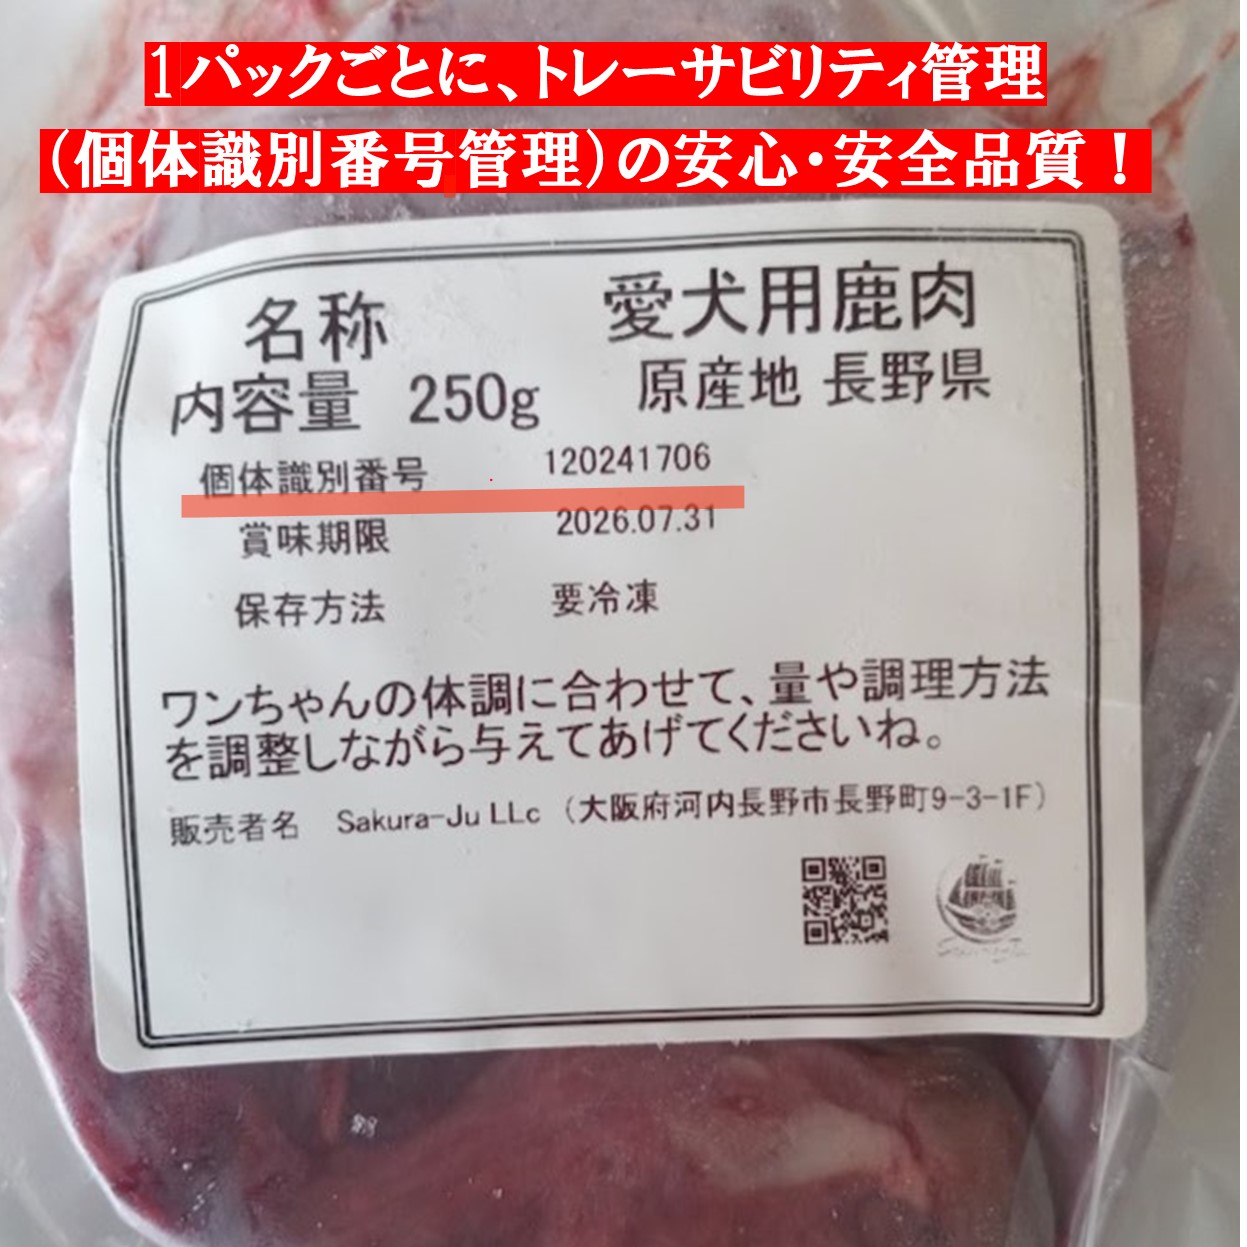 1パックごとに、トレーサビリティ管理
（個体識別番号管理）の安心・安全品質！
名称 愛犬用鹿肉
内容量 250g 原産地 長野県
個体識別番号 120241706
賞味期限 2026.07.31
保存方法 要冷凍
ワンちゃんの体調に合わせて、量や調理方法
を調整しながら与えてあげてくださいね。
販売者名 Sakura-Ju LLc （大阪府河内長野市長野町9-3-1F）